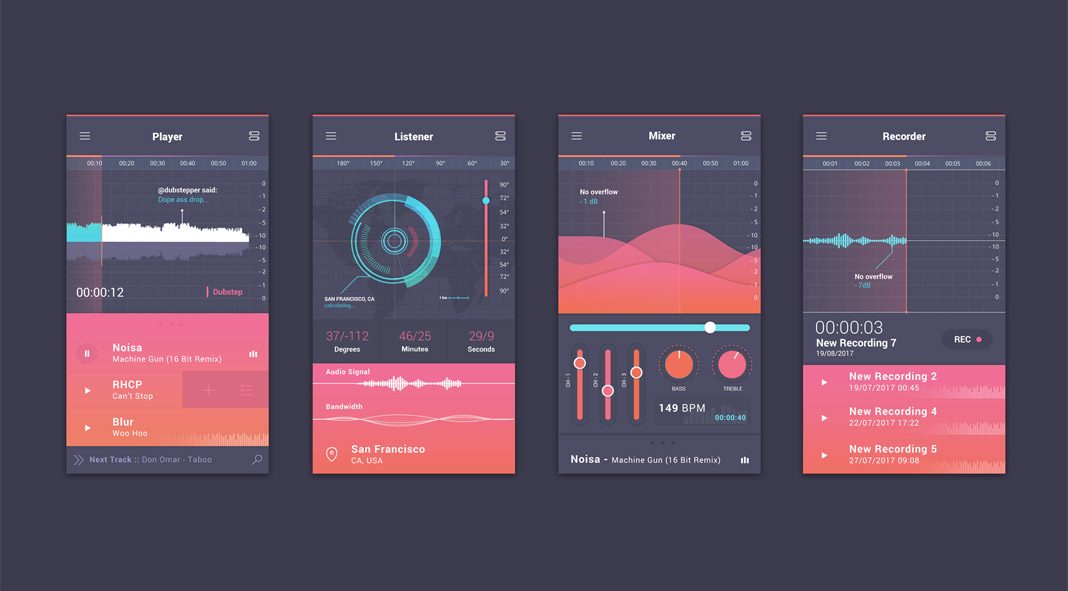 Player
00:10 00:20 00:30 00:40 00:50 01:00
@dubstepper said:
Dope ass drop...
0
- 1
- 2
- 5
- 10
- 10
- 5
- 2
- 1
0
00:00:12
Dubstep
Noisa
Machine Gun (16 Bit Remix)
RHCP
Can't Stop
Blur
Woo Hoo
Next Track :: Don Omar - Taboo
Listener
180° 150° 120° 90° 60° 30°
90°
72°
54°
32°
0°
32°
54°
72°
90°
SAN FRANCISCO, CA
calculating...
1 km
37/-112 46/25 29/9
Degrees Minutes Seconds
Audio Signal
Bandwidth
San Francisco
CA, USA
Mixer
00:10 00:20 00:30 00:40 00:50 01:00
No overflow
- 1 dB
0
- 1
- 2
- 5
- 10
- 10
- 5
- 2
- 1
0
CH - 1
CH - 2
CH - 3
BASS TREBLE
149 BPM
00:00:40
Noisa - Machine Gun (16 Bit Remix)
Recorder
00:01 00:02 00:03 00:04 00:05 00:06
0
- 1
- 2
- 5
- 10
- 10
- 5
- 2
- 1
0
No overflow
- 7dB
00:00:03
New Recording 7
19/08/2017
REC
New Recording 2
19/07/2017 00:45
New Recording 4
22/07/2017 17:22
New Recording 5
27/07/2017 09:08